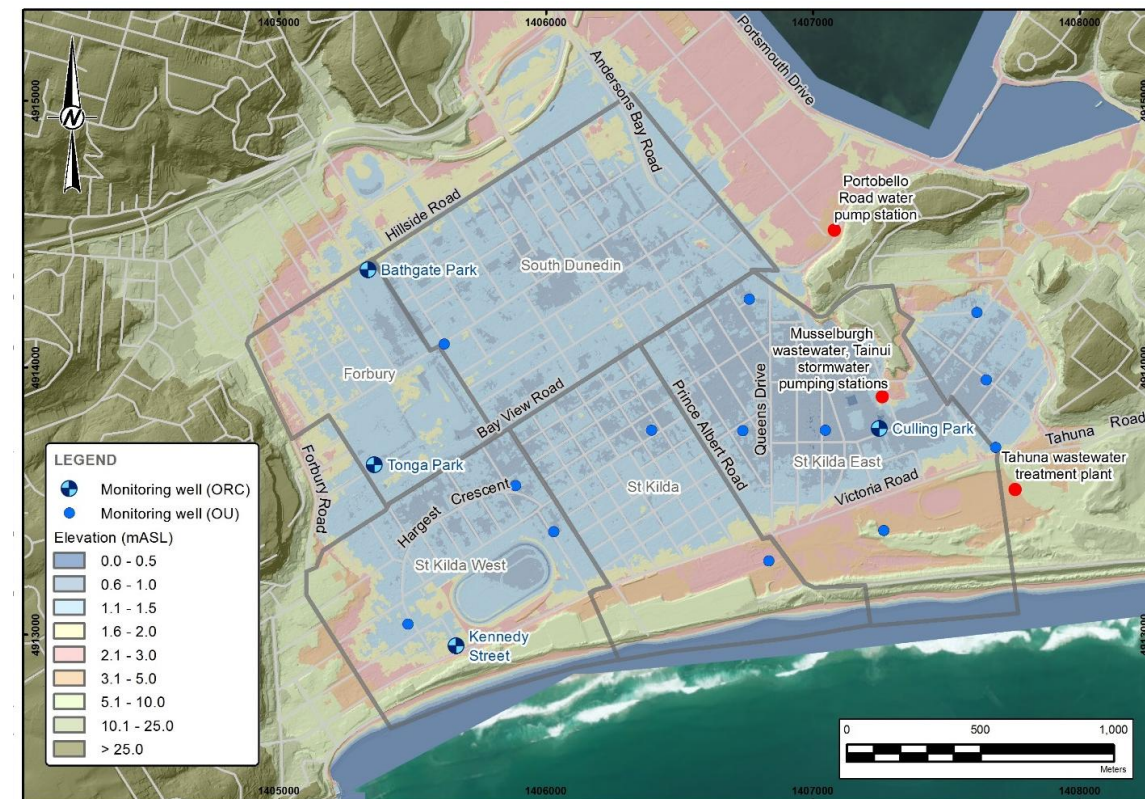 1405000
1406000
1407000
1408000
4915000
4914000
4913000
4915000
4914000
4913000
N
Andersons Bay Road
Portsmouth Drive
Portobello
Road water
pump station
Hillside Road
Bathgate Park
South Dunedin
Musselburgh
wastewater, Tainui
stormwater
pumping stations
Forbury
Bay View Road
Prince Albert Road
Queens Drive
Culling Park
Tahuna Road
Tahuna wastewater
treatment plant
Forbury Road
Tonga Park
Hargest Crescent
St Kilda
St Kilda East
Victoria Road
St Kilda West
Kennedy
Street
LEGEND
Monitoring well (ORC)
Monitoring well (OU)
Elevation (mASL)
0.0 - 0.5
0.6 - 1.0
1.1 - 1.5
1.6 - 2.0
2.1 - 3.0
3.1 - 5.0
5.1 - 10.0
10.1 - 25.0
> 25.0
0 500 1,000
Meters
1405000
1406000
1407000
1408000